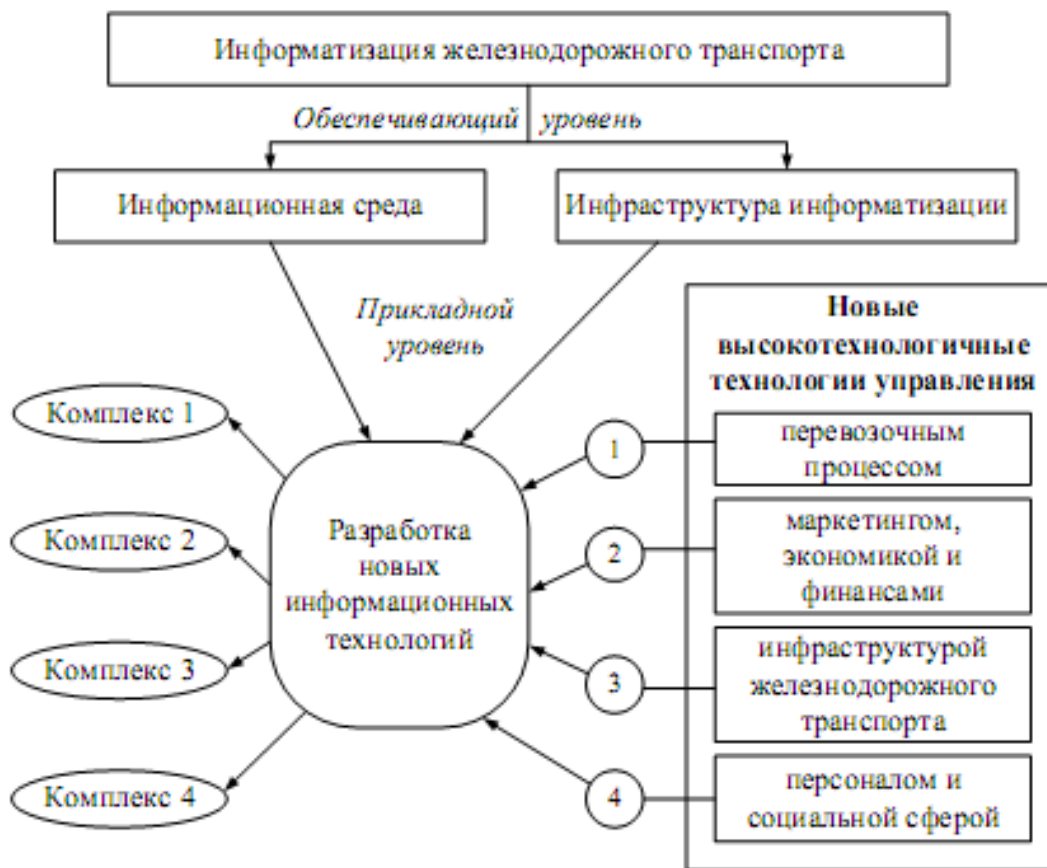 Информатизация железнодорожного транспорта
Обеспечивающий уровень
Информационная среда
Инфраструктура информатизации
Прикладной
уровень
Новые
высокотехнологичные
технологии управления
Комплекс 1
Комплекс 2
Комплекс 3
Комплекс 4
Разработка
новых
информационных
технологий
1
перевозочным
процессом
2
маркетингом,
экономикой и
финансами
3
инфраструктурой
железнодорожного
транспорта
4
персоналом и
социальной сферой